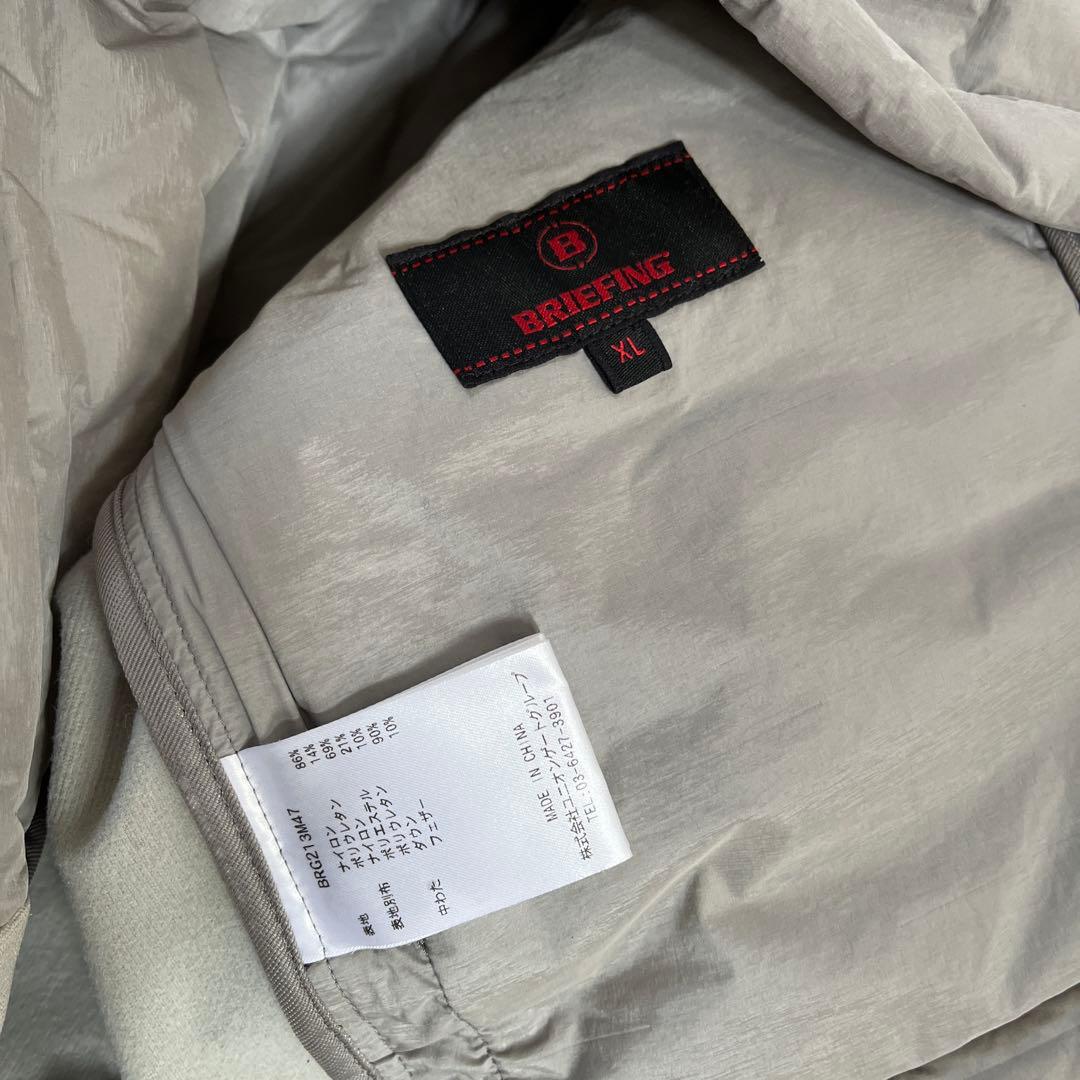 B
BRIEFING
XL
BRG213M47
表地 ナイロン 86%
ポリウレタン 14%
表地別布 ナイロン 69%
ポリエステル 21%
ポリウレタン 10%
中わた ダウン 90%
フェザー 10%
MADE IN CHINA
株式会社ユニオンゲートグループ
TEL:03-6427-3901